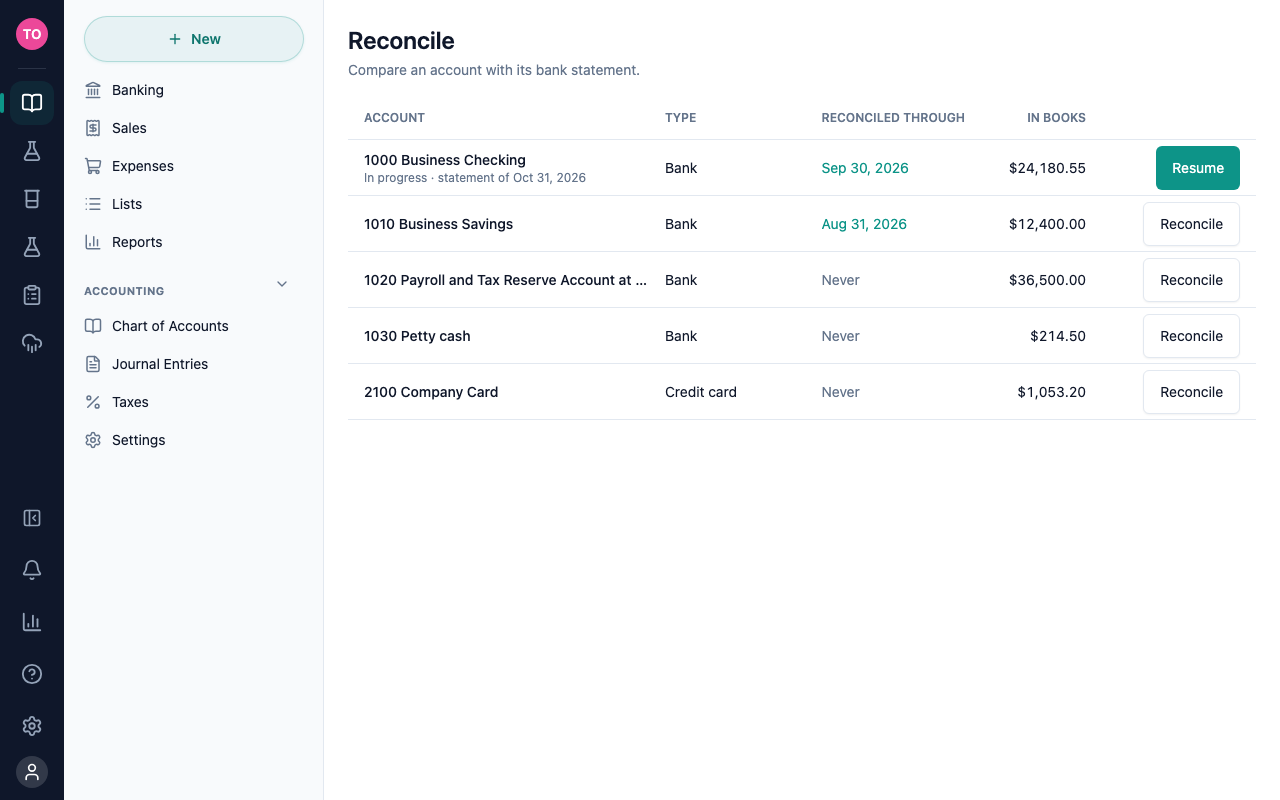 TO
New
Banking
Sales
Expenses
Lists
Reports
ACCOUNTING
Chart of Accounts
Journal Entries
Taxes
Settings
Reconcile
Compare an account with its bank statement.
ACCOUNT TYPE RECONCILED THROUGH IN BOOKS
1000 Business Checking
In progress · statement of Oct 31, 2026
Bank Sep 30, 2026 $24,180.55 Resume
1010 Business Savings Bank Aug 31, 2026 $12,400.00 Reconcile
1020 Payroll and Tax Reserve Account at ... Bank Never $36,500.00 Reconcile
1030 Petty cash Bank Never $214.50 Reconcile
2100 Company Card Credit card Never $1,053.20 Reconcile